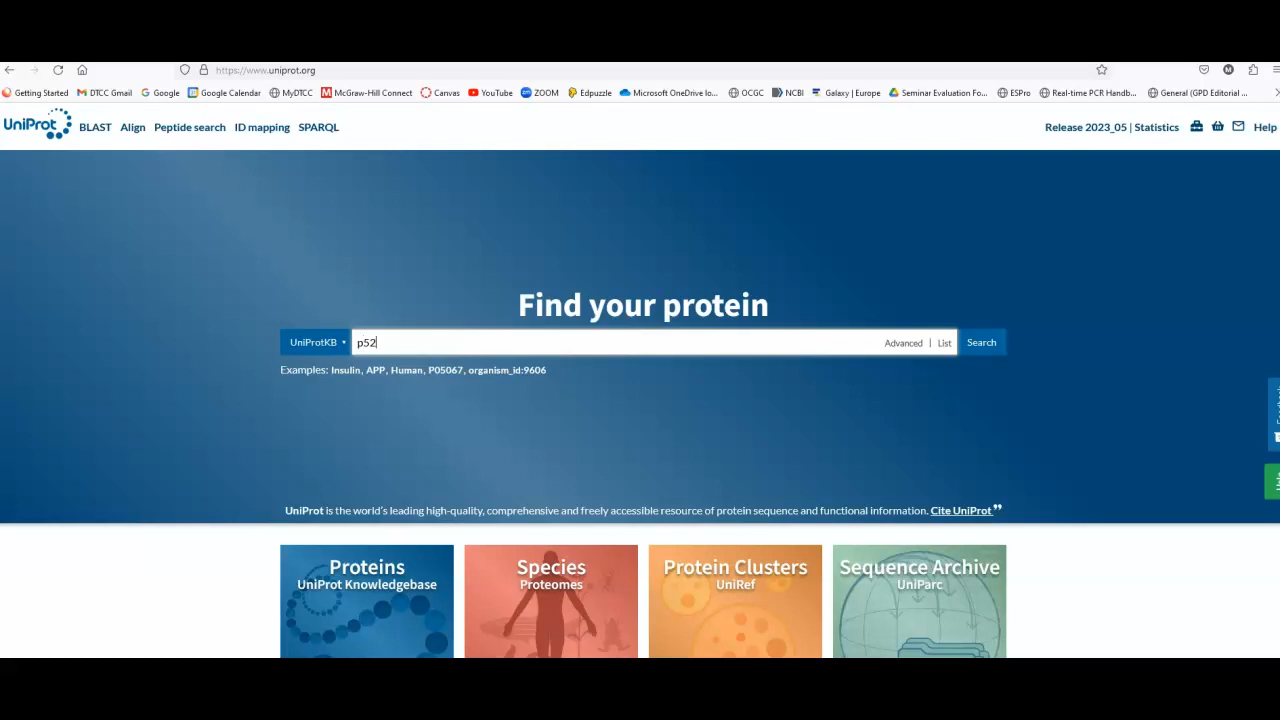 https://www.uniprot.org
Getting Started MDTCC Gmail Google Google Calendar MyDTCC McGraw-Hill Connect Canvas YouTube ZOOM Edpuzzle Microsoft OneDrive lo... OCGC NCBI Galaxy | Europe Seminar Evaluation Fo... ESPro Real-time PCR Handb... General (GPD Editorial ...
UniProt BLAST Align Peptide search ID mapping SPARQL Release 2023_05 | Statistics Help
Find your protein
UniProtKB p52 Advanced | List Search
Examples: Insulin, APP, Human, P05067, organism_id:9606
UniProt is the world's leading high-quality, comprehensive and freely accessible resource of protein sequence and functional information. Cite UniProt ❞
Proteins Species Protein Clusters Sequence Archive
UniProt Knowledgebase Proteomes UniRef UniParc